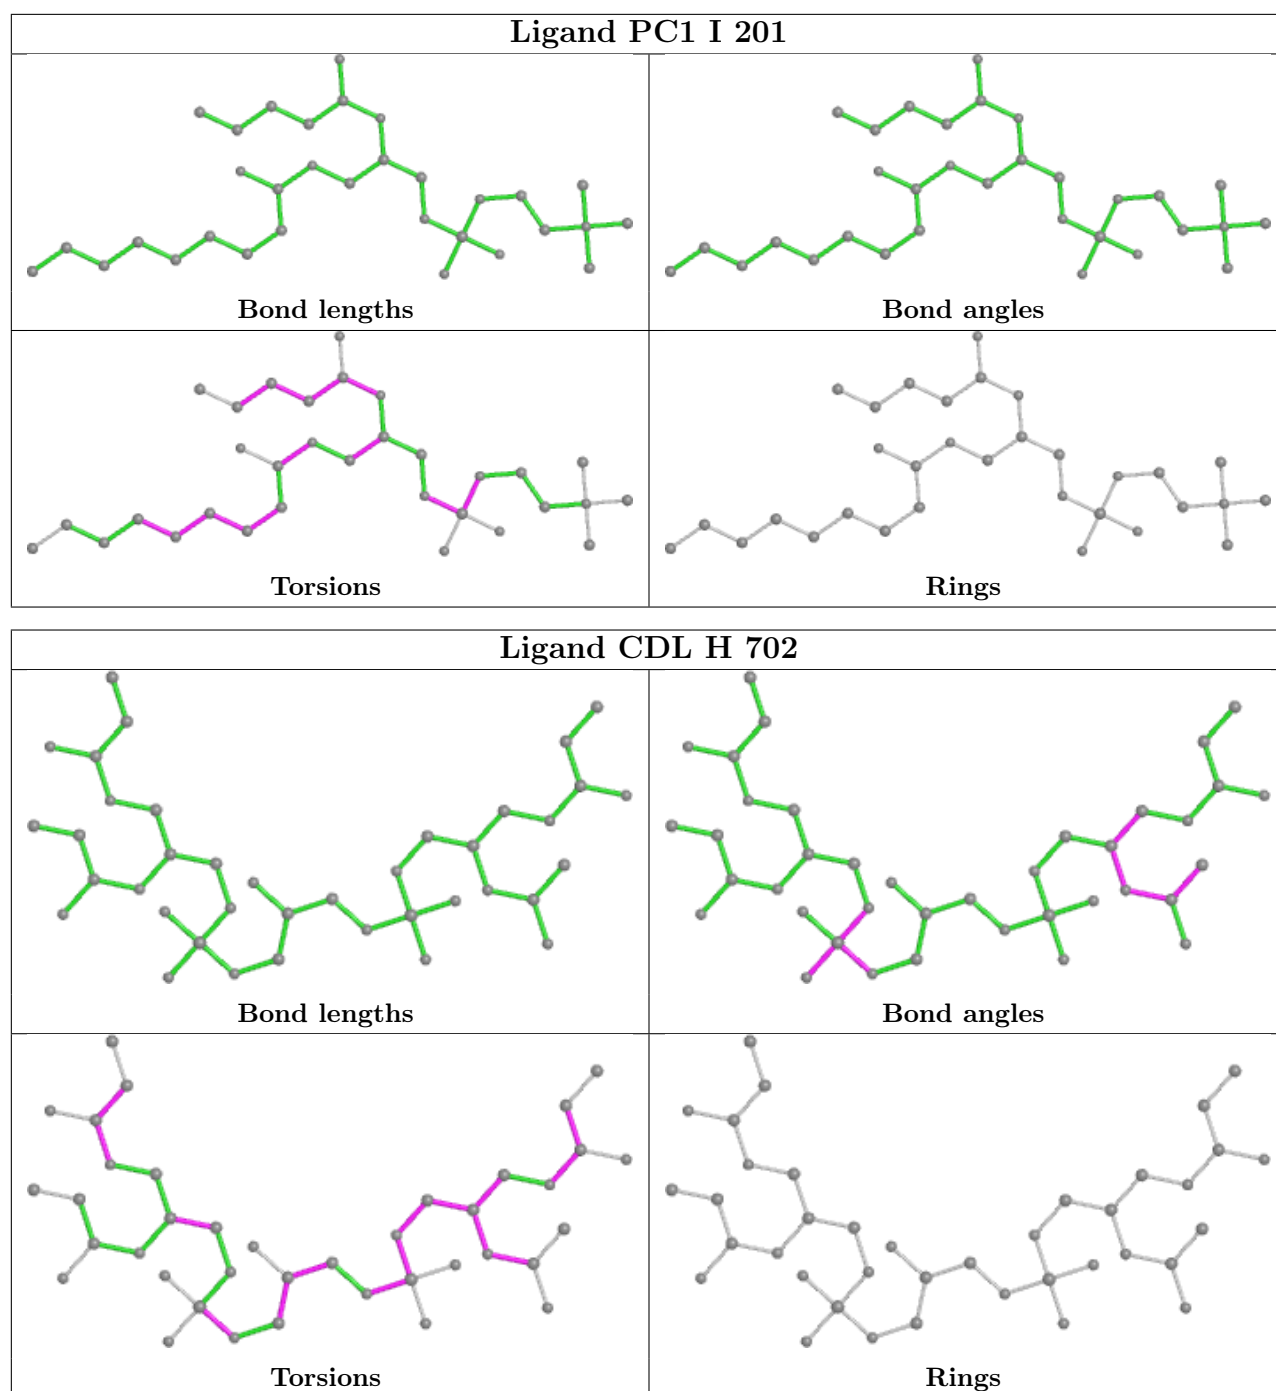 Ligand PC1 I 201
Bond lengths
Bond angles
Torsions
Rings
Ligand CDL H 702
Bond lengths
Bond angles
Torsions
Rings